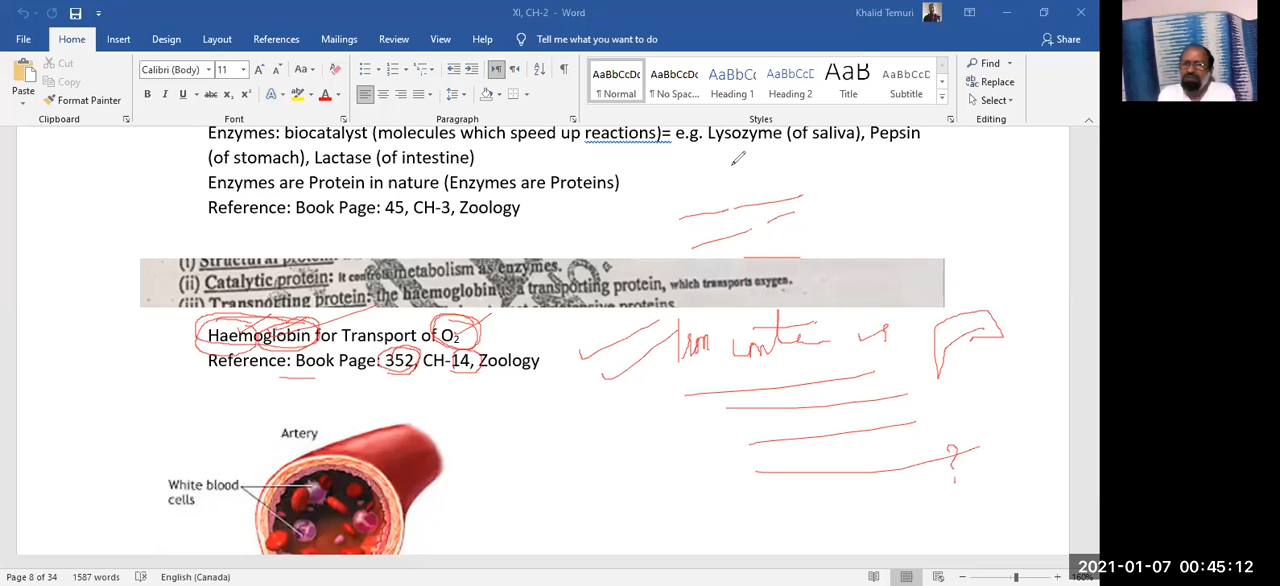 XI, CH-2 - Word
Khalid Temuri
File Home Insert Design Layout References Mailings Review View Help Tell me what you want to do Share
Paste
Cut
Copy
Format Painter
Calibri (Body) 11
Find
Replace
Select
AaBbCcDc AaBbCcDc AaBbCc AaBbCcD AaB AaBbCcD
¶ Normal ¶ No Spac... Heading 1 Heading 2 Title Subtitle
Clipboard Font Paragraph Styles Editing
Enzymes: biocatalyst (molecules which speed up reactions)= e.g. Lysozyme (of saliva), Pepsin
(of stomach), Lactase (of intestine)
Enzymes are Protein in nature (Enzymes are Proteins)
Reference: Book Page: 45, CH-3, Zoology
(i) Structural protein:
(ii) Catalytic protein: It controls metabolism as enzymes.
(iii) Transporting protein: the haemoglobin is a transporting protein, which transports oxygen.
Haemoglobin for Transport of O₂
Reference: Book Page: 352, CH-14, Zoology
Iron
?
Artery
White blood
cells
Page 8 of 34 1587 words English (Canada) 160%
2021-01-07 00:45:12